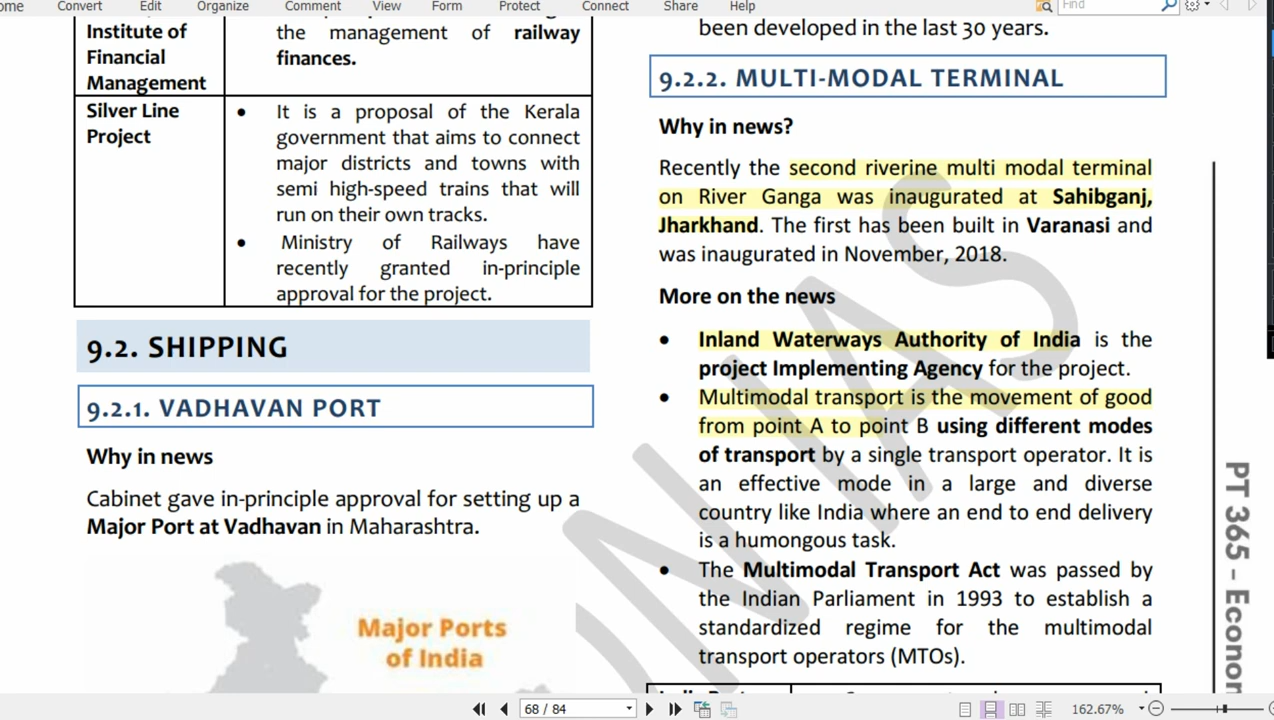 ome Convert Edit Organize Comment View Form Protect Connect Share Help Find
Institute of
Financial
Management
the management of railway
finances.
Silver Line
Project
• It is a proposal of the Kerala
government that aims to connect
major districts and towns with
semi high-speed trains that will
run on their own tracks.
• Ministry of Railways have
recently granted in-principle
approval for the project.
9.2. SHIPPING
9.2.1. VADHAVAN PORT
Why in news
Cabinet gave in-principle approval for setting up a
Major Port at Vadhavan in Maharashtra.
Major Ports
of India
been developed in the last 30 years.
9.2.2. MULTI-MODAL TERMINAL
Why in news?
Recently the second riverine multi modal terminal
on River Ganga was inaugurated at Sahibganj,
Jharkhand. The first has been built in Varanasi and
was inaugurated in November, 2018.
More on the news
• Inland Waterways Authority of India is the
project Implementing Agency for the project.
• Multimodal transport is the movement of good
from point A to point B using different modes
of transport by a single transport operator. It is
an effective mode in a large and diverse
country like India where an end to end delivery
is a humongous task.
• The Multimodal Transport Act was passed by
the Indian Parliament in 1993 to establish a
standardized regime for the multimodal
transport operators (MTOs).
PT 365 - Econor
N IAS
68 / 84
162.67%